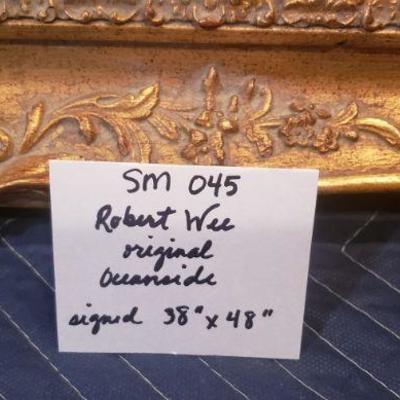 SM 045
Robert Wee
original
Oceanside
signed 38" x 48"